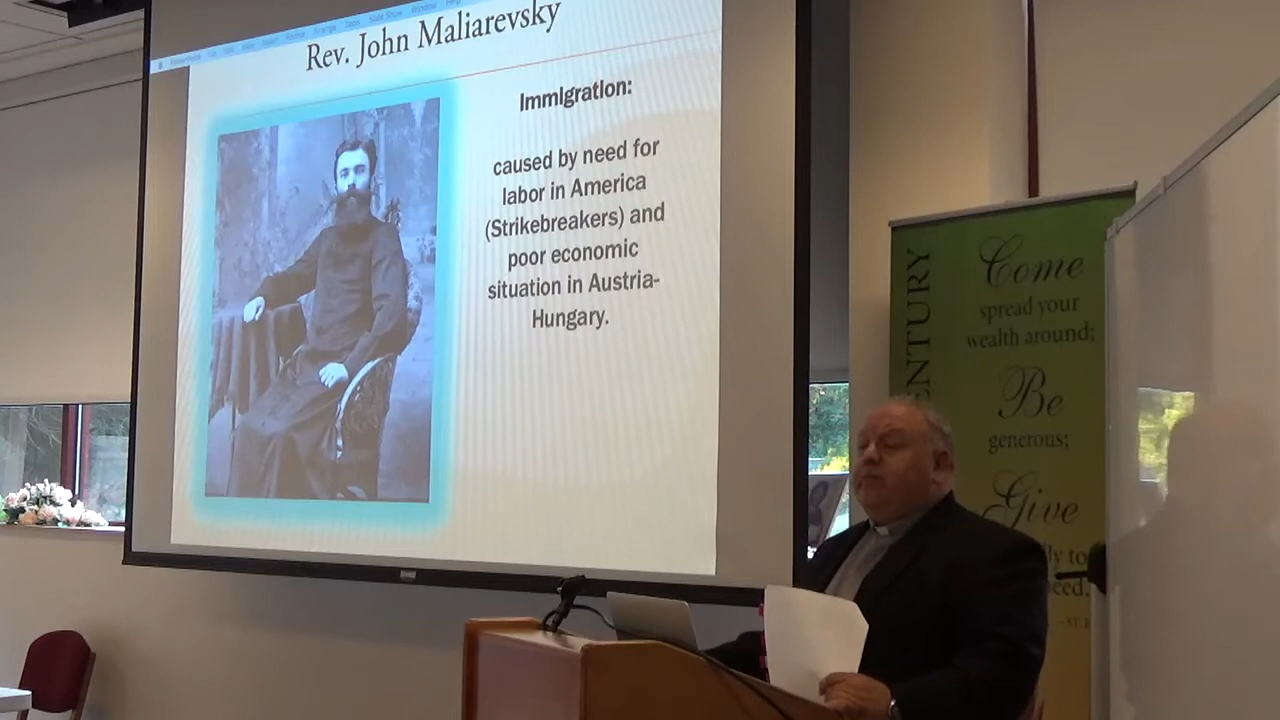 Rev. John Maliarevsky
Immigration:
caused by need for
labor in America
(Strikebreakers) and
poor economic
situation in Austria-
Hungary.
Come
spread your
wealth around;
Be
generous;
Give